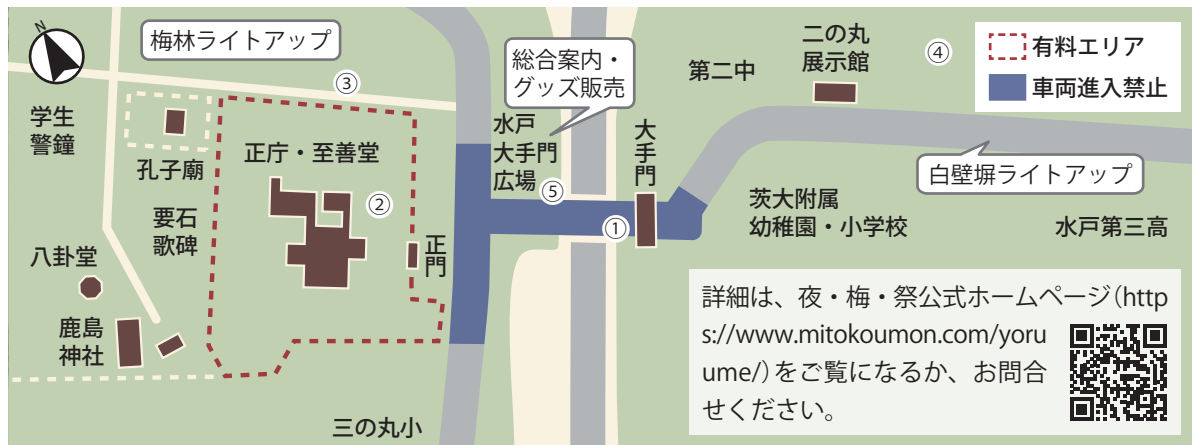 N
梅林ライトアップ
総合案内・
グッズ販売
二の丸
展示館
④
有料エリア
車両進入禁止
第二中
③
学生
警鐘
孔子廟
正庁・至善堂
水戸
大手門
広場
⑤
大手門
白壁塀ライトアップ
②
①
要石
歌碑
八卦堂
正門
茨大附属
幼稚園・小学校
水戸第三高
鹿島
神社
三の丸小
詳細は、夜・梅・祭公式ホームページ(http
s://www.mitokoumon.com/yoru
ume/)をご覧になるか、お問合
せください。